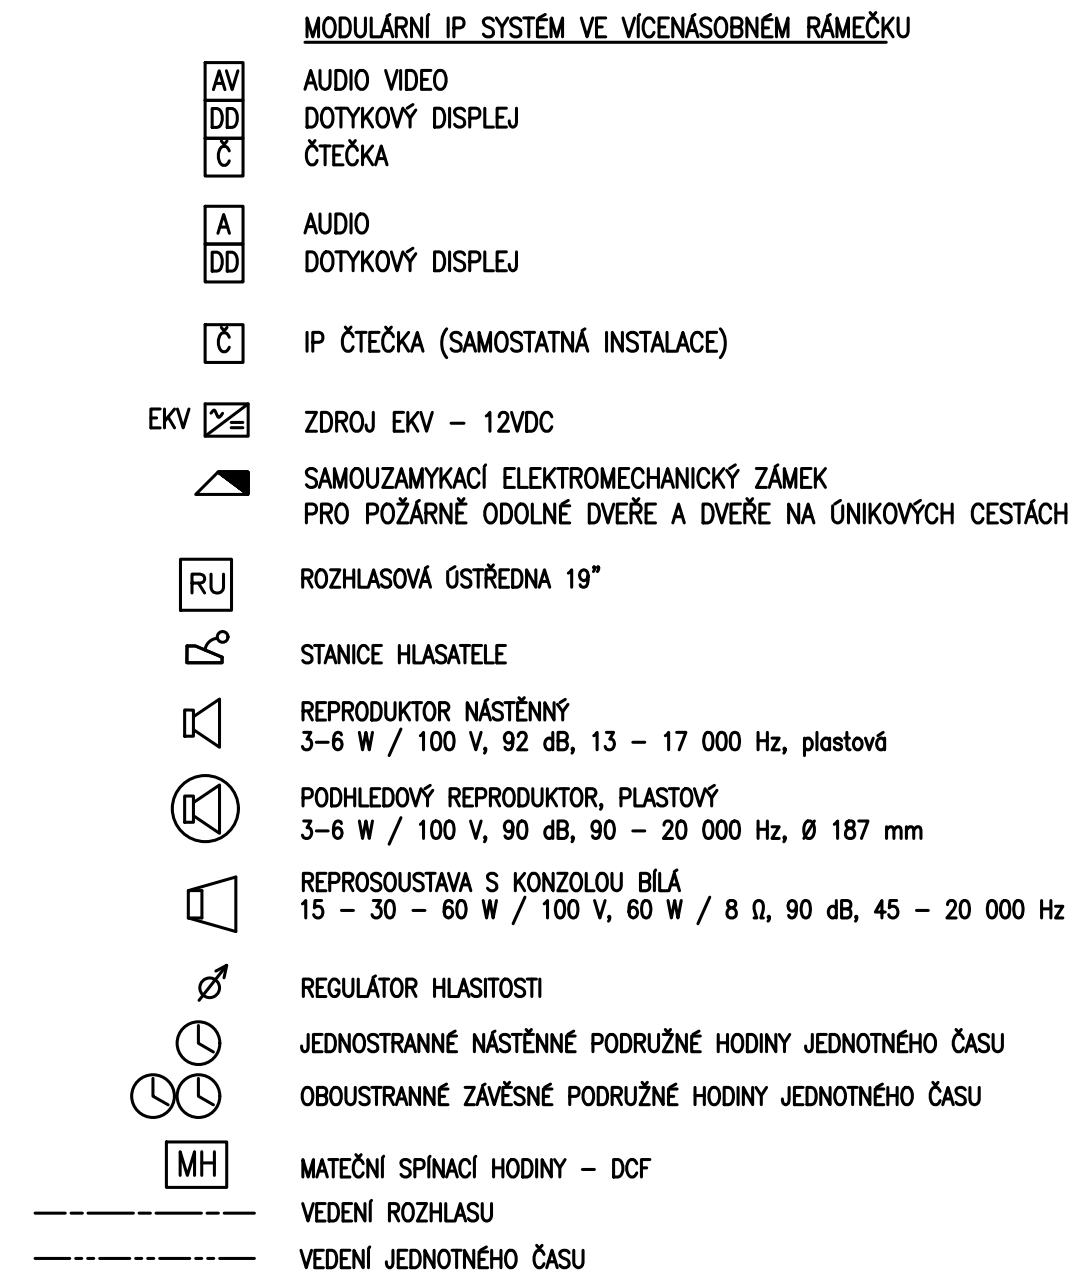 MODULÁRNÍ IP SYSTÉM VE VÍCENÁSOBNÉM RÁMEČKU
AV AUDIO VIDEO
DD DOTYKOVÝ DISPLEJ
Č ČTEČKA
A AUDIO
DD DOTYKOVÝ DISPLEJ
Č IP ČTEČKA (SAMOSTATNÁ INSTALACE)
EKV ZDROJ EKV – 12VDC
SAMOUZAMYKACÍ ELEKTROMECHANICKÝ ZÁMEK
PRO POŽÁRNĚ ODOLNÉ DVEŘE A DVEŘE NA ÚNIKOVÝCH CESTÁCH
RU ROZHLASOVÁ ÚSTŘEDNA 19"
STANICE HLASATELE
REPRODUKTOR NÁSTĚNNÝ
3–6 W / 100 V, 92 dB, 13 – 17 000 Hz, plastová
PODHLEDOVÝ REPRODUKTOR, PLASTOVÝ
3–6 W / 100 V, 90 dB, 90 – 20 000 Hz, Ø 187 mm
REPROSOUSTAVA S KONZOLOU BÍLÁ
15 – 30 – 60 W / 100 V, 60 W / 8 Ω, 90 dB, 45 – 20 000 Hz
REGULÁTOR HLASITOSTI
JEDNOSTRANNÉ NÁSTĚNNÉ PODRUŽNÉ HODINY JEDNOTNÉHO ČASU
OBOUSTRANNÉ ZÁVĚSNÉ PODRUŽNÉ HODINY JEDNOTNÉHO ČASU
MH MATEČNÍ SPÍNACÍ HODINY – DCF
VEDENÍ ROZHLASU
VEDENÍ JEDNOTNÉHO ČASU